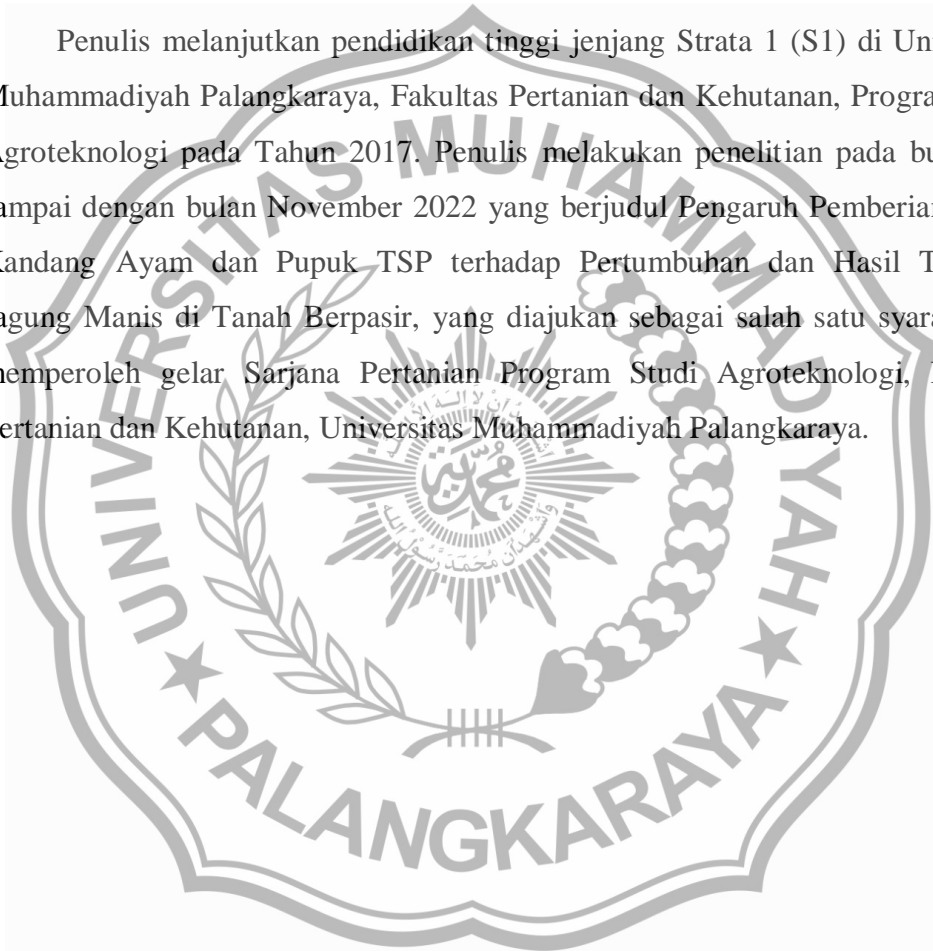 Penulis melanjutkan pendidikan tinggi jenjang Strata 1 (S1) di Uni
Muhammadiyah Palangkaraya, Fakultas Pertanian dan Kehutanan, Progra
Agroteknologi pada Tahun 2017. Penulis melakukan penelitian pada bu
sampai dengan bulan November 2022 yang berjudul Pengaruh Pemberian
Kandang Ayam dan Pupuk TSP terhadap Pertumbuhan dan Hasil T
agung Manis di Tanah Berpasir, yang diajukan sebagai salah satu syara
memperoleh gelar Sarjana Pertanian Program Studi Agroteknologi,
ertanian dan Kehutanan, Universitas Muhammadiyah Palangkaraya.
UNIVERSITAS MUHAMMADIYAH
PALANGKARAYA